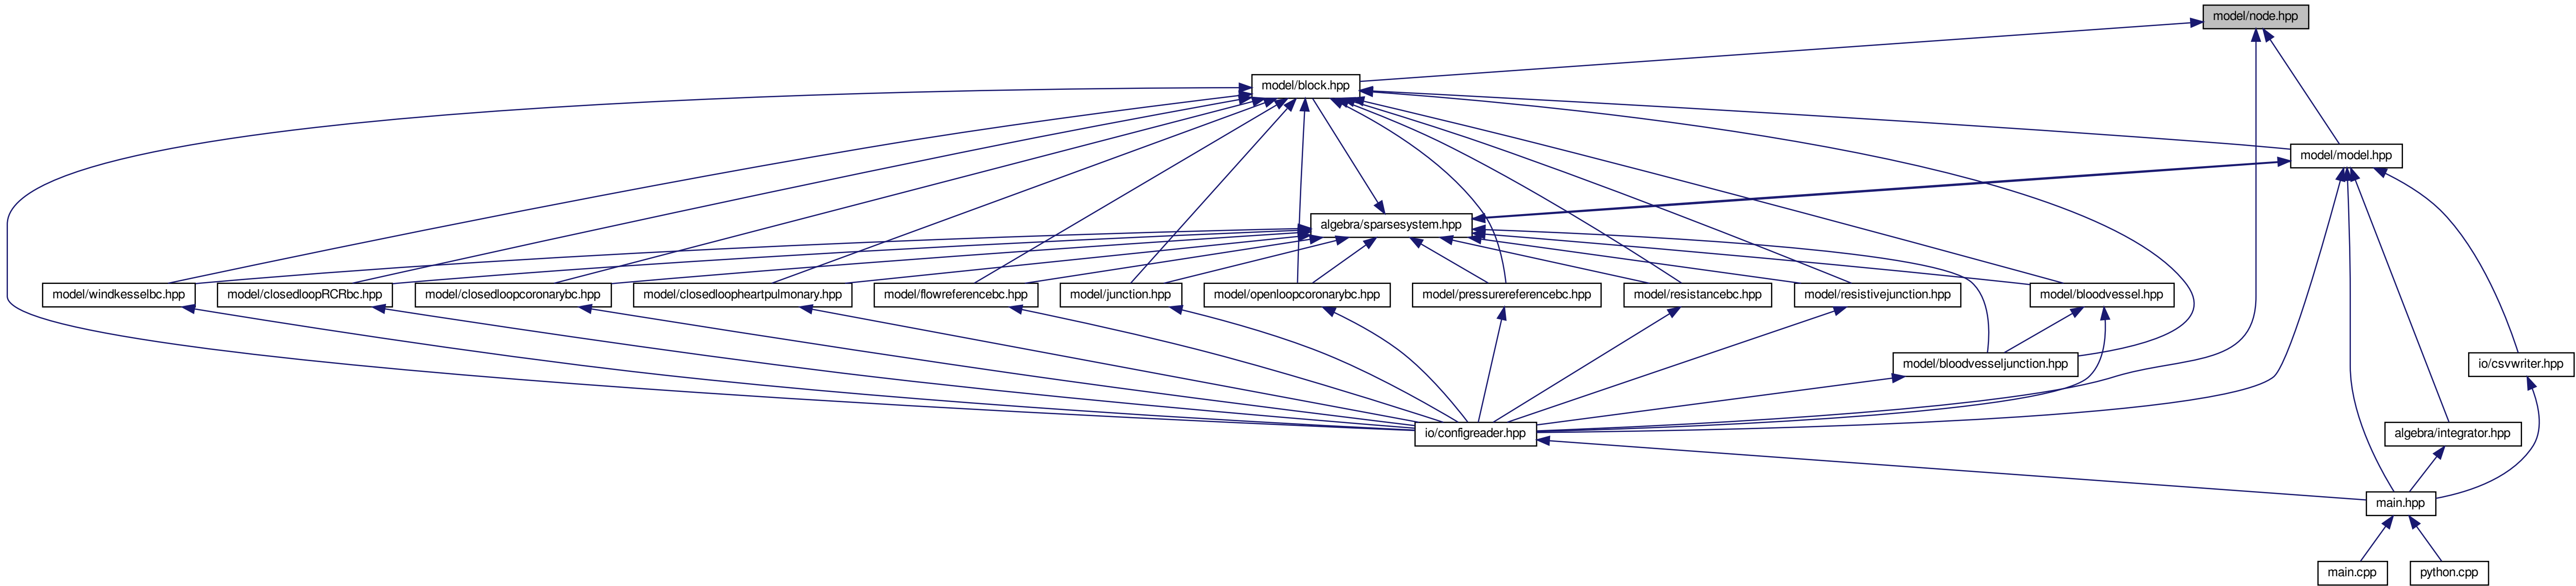 model/node.hpp
model/block.hpp
model/model.hpp
algebra/sparsesystem.hpp
model/windkesselbc.hpp
model/closedloopRCRbc.hpp
model/closedloopcoronarybc.hpp
model/closedloopheartpulmonary.hpp
model/flowreferencebc.hpp
model/junction.hpp
model/openloopcoronarybc.hpp
model/pressurereferencebc.hpp
model/resistancebc.hpp
model/resistivejunction.hpp
model/bloodvessel.hpp
model/bloodvesseljunction.hpp
io/csvwriter.hpp
io/configreader.hpp
algebra/integrator.hpp
main.hpp
main.cpp
python.cpp